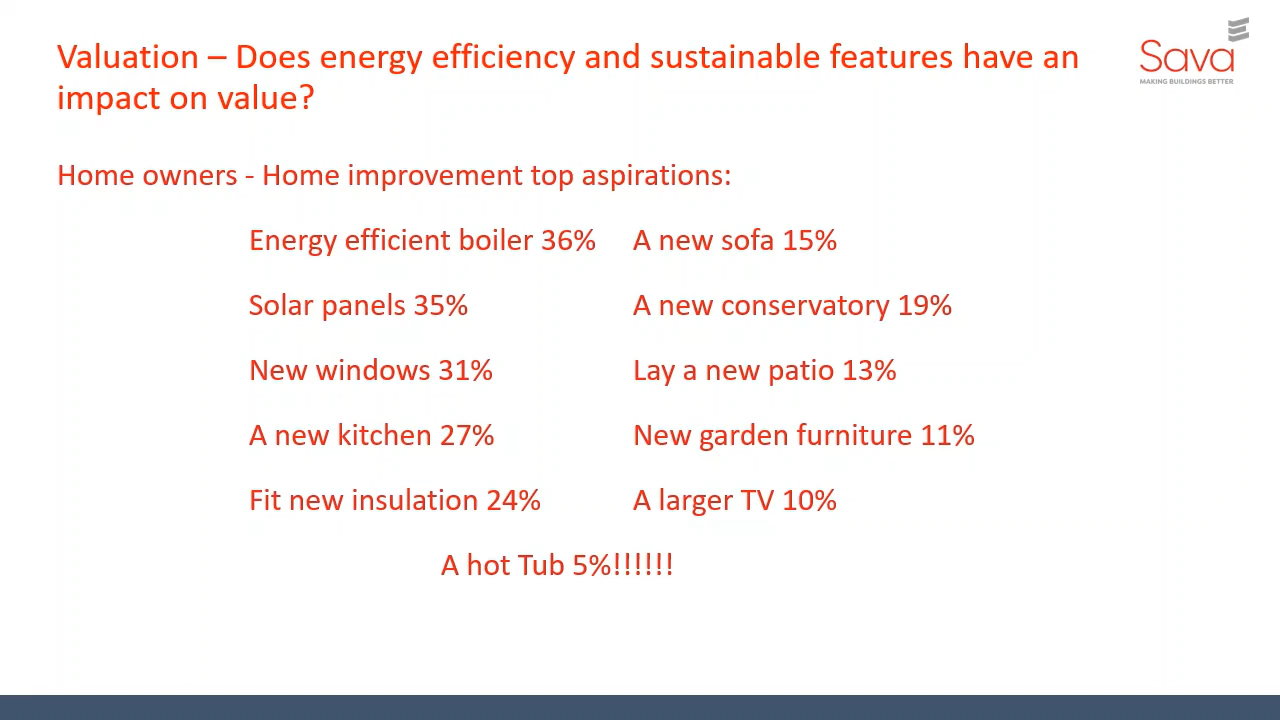 Valuation – Does energy efficiency and sustainable features have an
impact on value?
Sava
MAKING BUILDINGS BETTER
Home owners - Home improvement top aspirations:
Energy efficient boiler 36% A new sofa 15%
Solar panels 35% A new conservatory 19%
New windows 31% Lay a new patio 13%
A new kitchen 27% New garden furniture 11%
Fit new insulation 24% A larger TV 10%
A hot Tub 5%!!!!!!